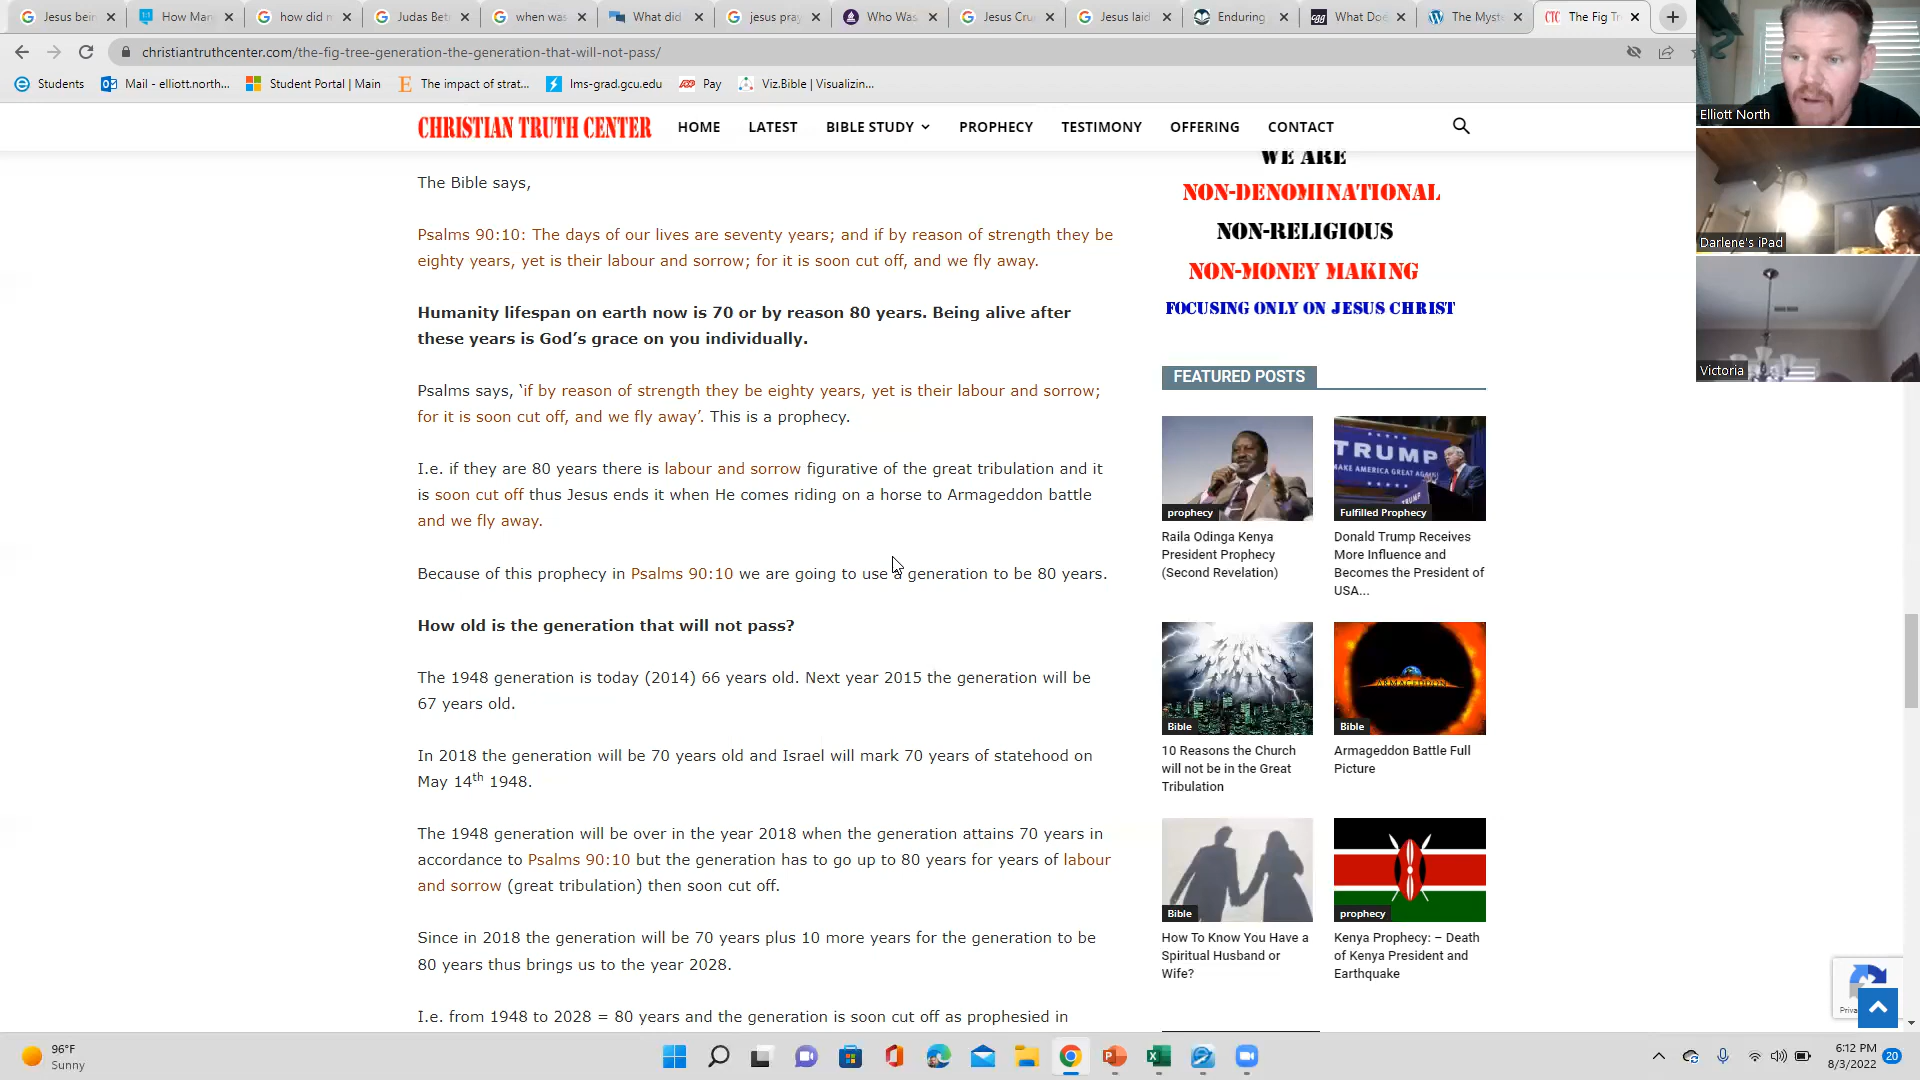 Jesus bein
How Man
how did n
Judas Bet
when was
What did
jesus pray
Who Was
Jesus Cru
Jesus laid
Enduring
What Doe
The Myst
The Fig Tr
christiantruthcenter.com/the-fig-tree-generation-the-generation-that-will-not-pass/
Students
Mail - elliott.north...
Student Portal | Main
The impact of strat...
lms-grad.gcu.edu
Pay
Viz.Bible | Visualizin...
CHRISTIAN TRUTH CENTER
HOME
LATEST
BIBLE STUDY
PROPHECY
TESTIMONY
OFFERING
CONTACT
The Bible says,
Psalms 90:10: The days of our lives are seventy years; and if by reason of strength they be
eighty years, yet is their labour and sorrow; for it is soon cut off, and we fly away.
Humanity lifespan on earth now is 70 or by reason 80 years. Being alive after
these years is God’s grace on you individually.
Psalms says, ‘if by reason of strength they be eighty years, yet is their labour and sorrow;
for it is soon cut off, and we fly away’. This is a prophecy.
I.e. if they are 80 years there is labour and sorrow figurative of the great tribulation and it
is soon cut off thus Jesus ends it when He comes riding on a horse to Armageddon battle
and we fly away.
Because of this prophecy in Psalms 90:10 we are going to use a generation to be 80 years.
How old is the generation that will not pass?
The 1948 generation is today (2014) 66 years old. Next year 2015 the generation will be
67 years old.
In 2018 the generation will be 70 years old and Israel will mark 70 years of statehood on
May 14th 1948.
The 1948 generation will be over in the year 2018 when the generation attains 70 years in
accordance to Psalms 90:10 but the generation has to go up to 80 years for years of labour
and sorrow (great tribulation) then soon cut off.
Since in 2018 the generation will be 70 years plus 10 more years for the generation to be
80 years thus brings us to the year 2028.
I.e. from 1948 to 2028 = 80 years and the generation is soon cut off as prophesied in
WE ARE
NON-DENOMINATIONAL
NON-RELIGIOUS
NON-MONEY MAKING
FOCUSING ONLY ON JESUS CHRIST
FEATURED POSTS
prophecy
Raila Odinga Kenya
President Prophecy
(Second Revelation)
TRUMP
MAKE AMERICA GREAT AGAIN!
TRUMP
Fulfilled Prophecy
Donald Trump Receives
More Influence and
Becomes the President of
USA...
Bible
10 Reasons the Church
will not be in the Great
Tribulation
ARMAGEDDON
Bible
Armageddon Battle Full
Picture
Bible
How To Know You Have a
Spiritual Husband or
Wife?
prophecy
Kenya Prophecy: – Death
of Kenya President and
Earthquake
Elliott North
Darlene's iPad
Victoria
96°F
Sunny
6:12 PM
8/3/2022
20